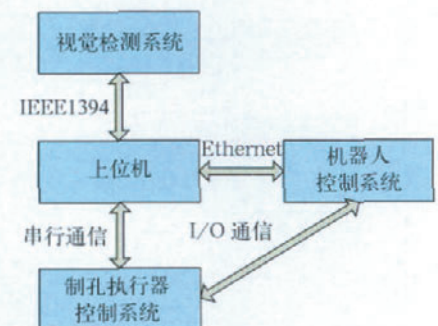 视觉检测系统
IEEE1394
上位机
Ethernet
机器人
控制系统
串行通信
I/O 通信
制孔执行器
控制系统